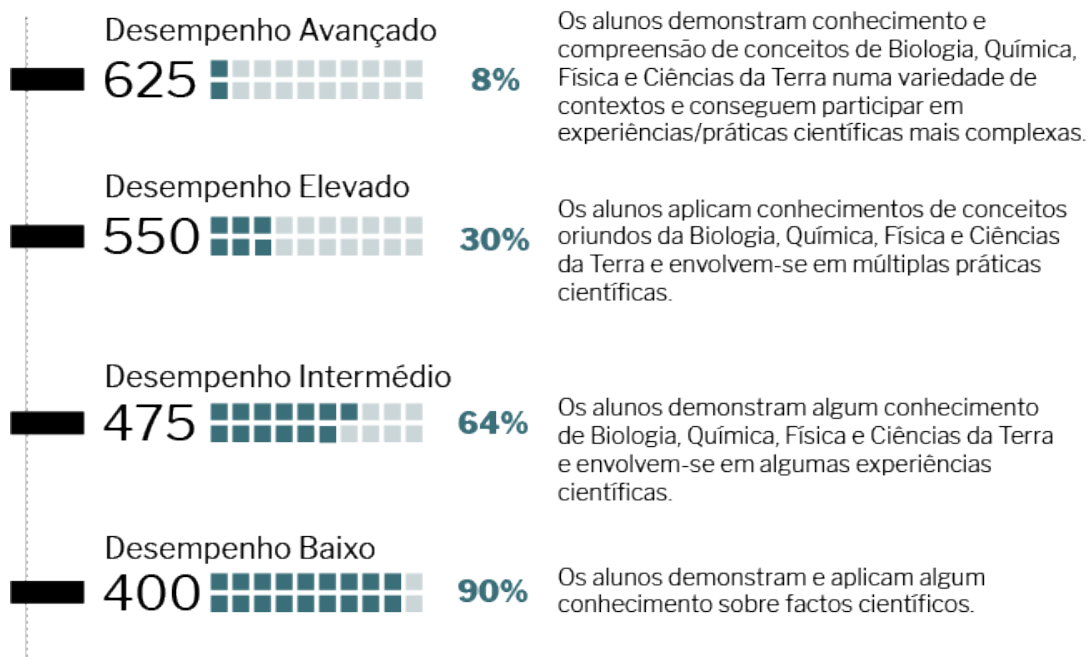 Desempenho Avançado
625
8%
Os alunos demonstram conhecimento e
compreensão de conceitos de Biologia, Química,
Física e Ciências da Terra numa variedade de
contextos e conseguem participar em
experiências/práticas científicas mais complexas.
Desempenho Elevado
550
30%
Os alunos aplicam conhecimentos de conceitos
oriundos da Biologia, Química, Física e Ciências
da Terra e envolvem-se em múltiplas práticas
científicas.
Desempenho Intermédio
475
64%
Os alunos demonstram algum conhecimento
de Biologia, Química, Física e Ciências da Terra
e envolvem-se em algumas experiências
científicas.
Desempenho Baixo
400
90%
Os alunos demonstram e aplicam algum
conhecimento sobre factos científicos.